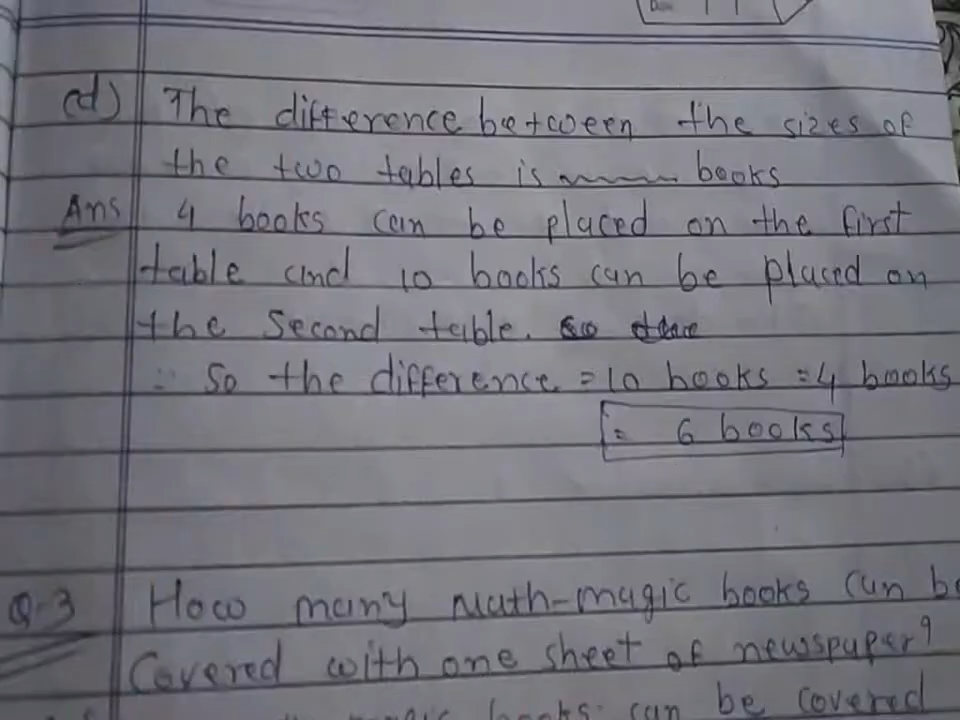 (d) The difference between the sizes of
the two tables is ~~~~ books
Ans 4 books can be placed on the first
table and 10 books can be placed on
the second table.
∴ So the difference = 10 books = 4 books
= 6 books
Q-3 How many Math-magic books can be
Covered with one sheet of newspaper?
books can be covered